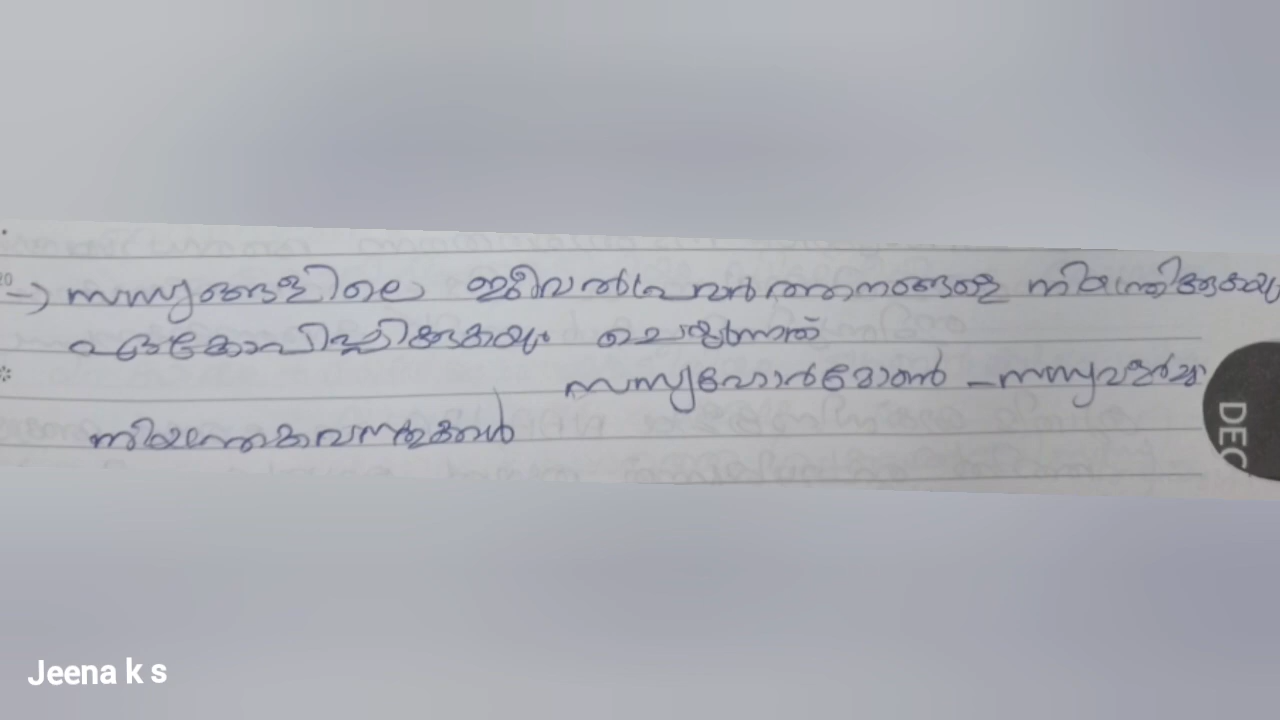 → സസ്യങ്ങളിലെ ജീവൽപ്രവർത്തനങ്ങളെ നിയന്ത്രിക്കുകയും
ഏകോപിപ്പിക്കുകയും ചെയ്യുന്നത്
സസ്യഹോർമോൺ - സസ്യവളർച്ചാ
നിയന്ത്രകവസ്തുക്കൾ
DEC
Jeena k s